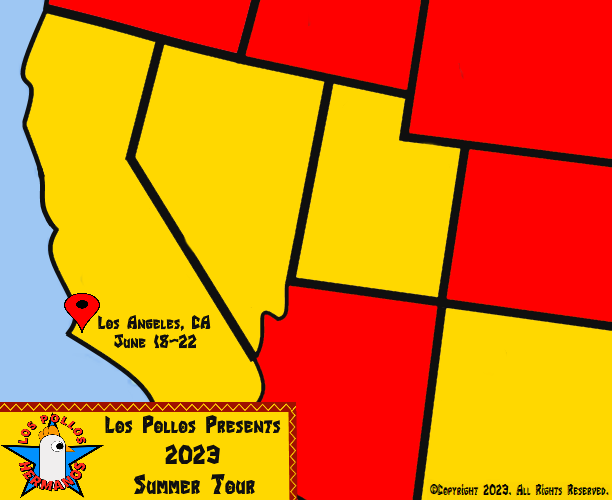 Los Angeles, CA
June 18-22
LOS POLLOS
HERMANOS
Los Pollos Presents
2023
Summer Tour
©Copyright 2023. All Rights Reserved.